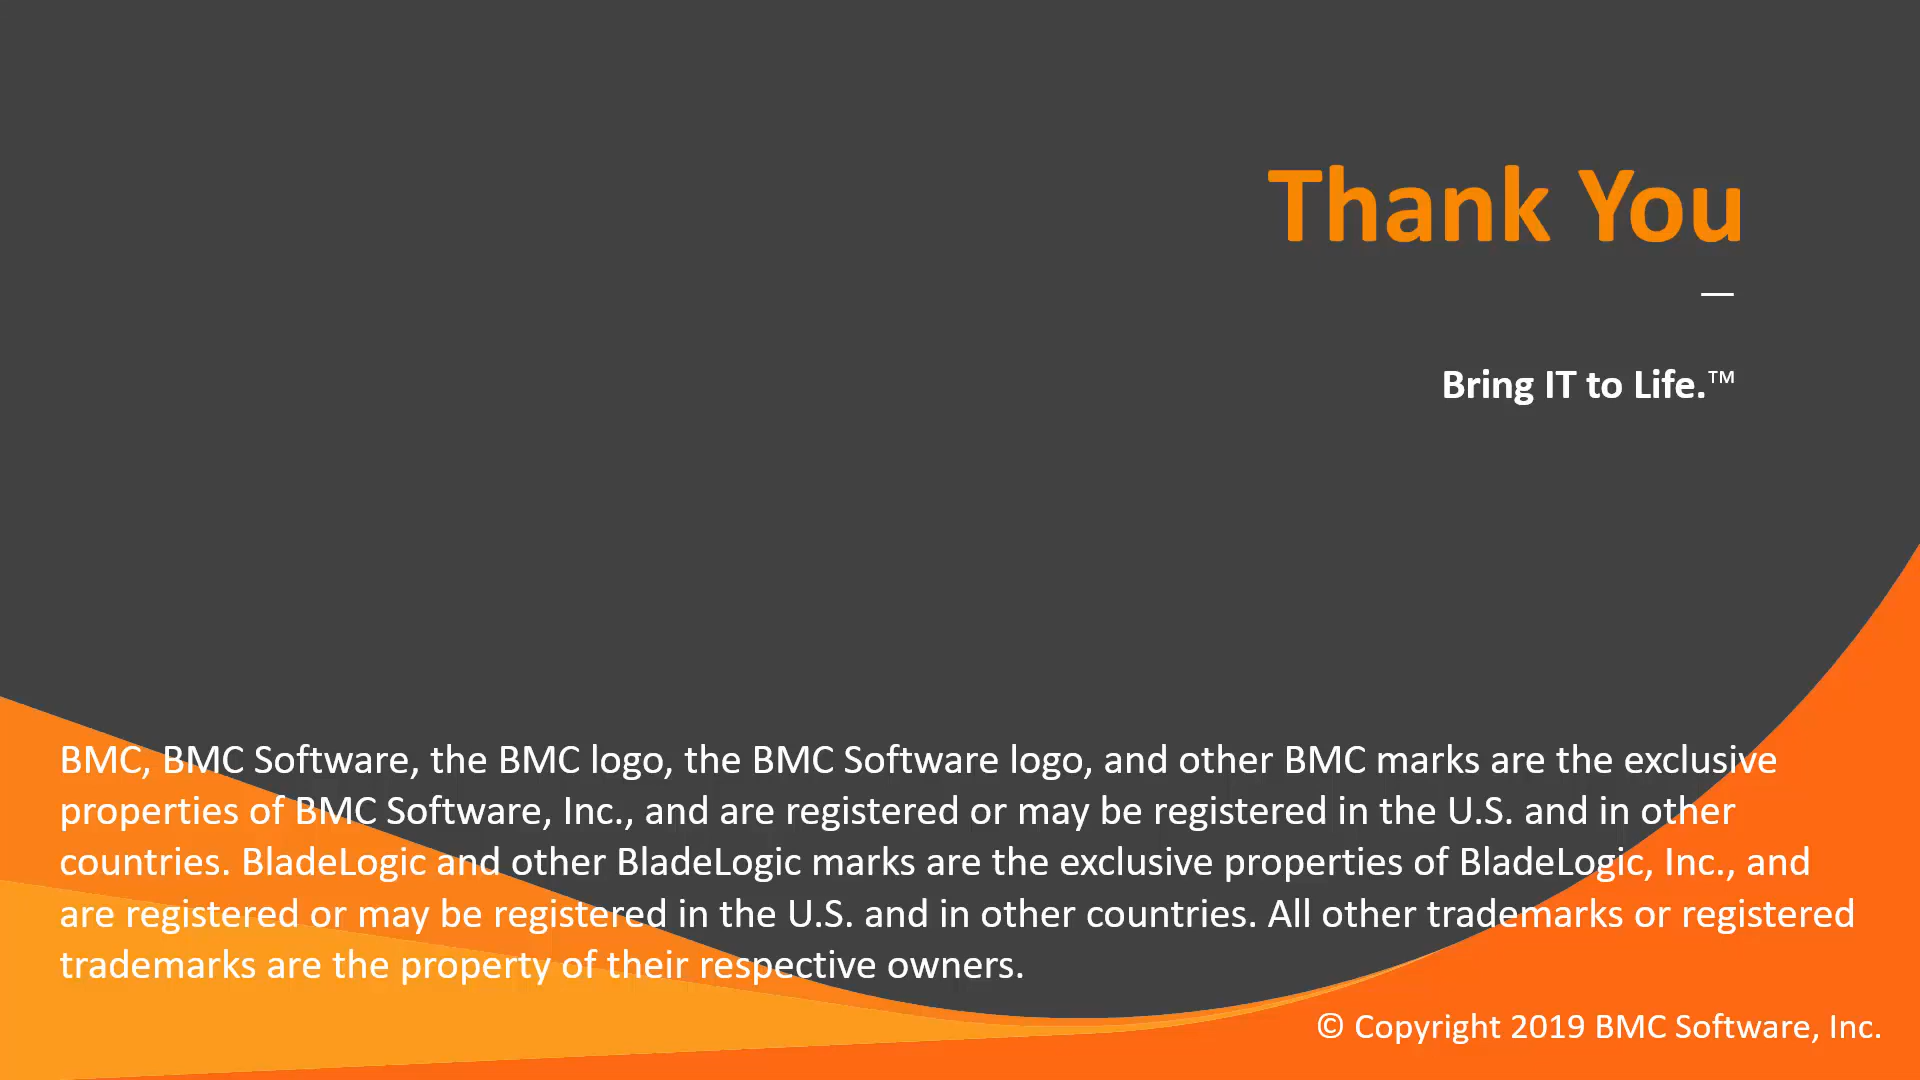 Thank You
—
Bring IT to Life.™
BMC, BMC Software, the BMC logo, the BMC Software logo, and other BMC marks are the exclusive
properties of BMC Software, Inc., and are registered or may be registered in the U.S. and in other
countries. BladeLogic and other BladeLogic marks are the exclusive properties of BladeLogic, Inc., and
are registered or may be registered in the U.S. and in other countries. All other trademarks or registered
trademarks are the property of their respective owners.
© Copyright 2019 BMC Software, Inc.